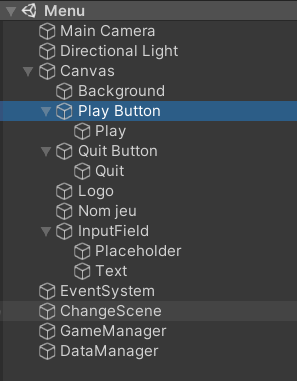 Menu
Main Camera
Directional Light
Canvas
Background
Play Button
Play
Quit Button
Quit
Logo
Nom jeu
InputField
Placeholder
Text
EventSystem
ChangeScene
GameManager
DataManager